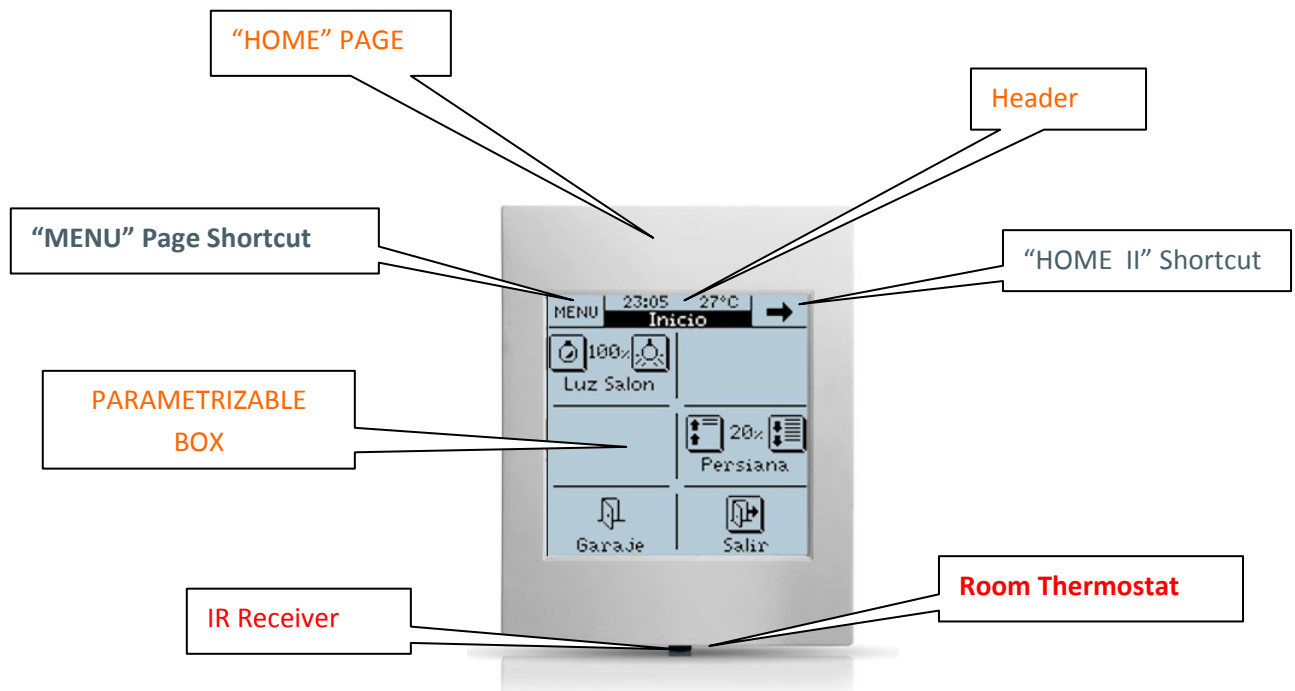 “HOME” PAGE
Header
“MENU” Page Shortcut
“HOME II” Shortcut
MENU
23:05 27°C
Inicio
100%
Luz Salon
PARAMETRIZABLE
BOX
20%
Persiana
Garaje
Salir
Room Thermostat
IR Receiver